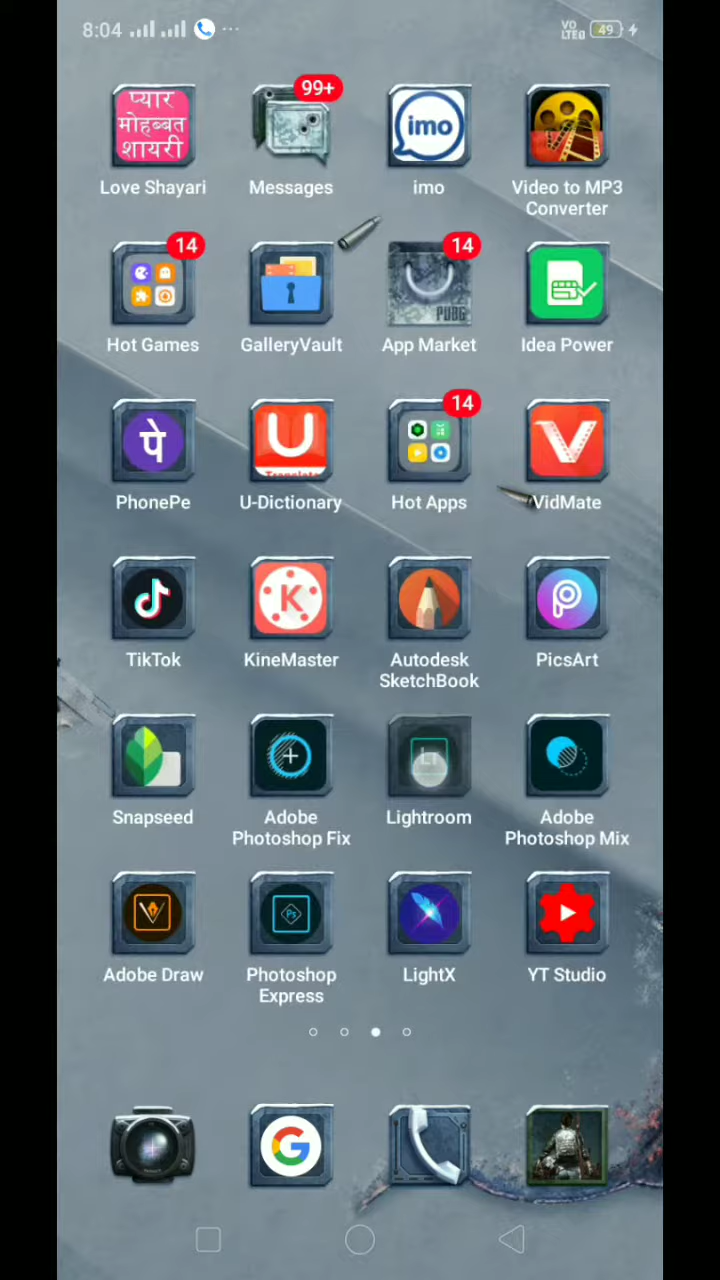 8:04
VO
LTE
49
प्यार
मोहब्बत
शायरी
99+
imo
Love Shayari
Messages
imo
Video to MP3
Converter
14
14
PUBG
Hot Games
GalleryVault
App Market
Idea Power
14
पे
U
V
PhonePe
U-Dictionary
Hot Apps
VidMate
K
P
TikTok
KineMaster
Autodesk
SketchBook
PicsArt
Snapseed
Adobe
Photoshop Fix
Lightroom
Adobe
Photoshop Mix
Ps
Adobe Draw
Photoshop
Express
LightX
YT Studio
G